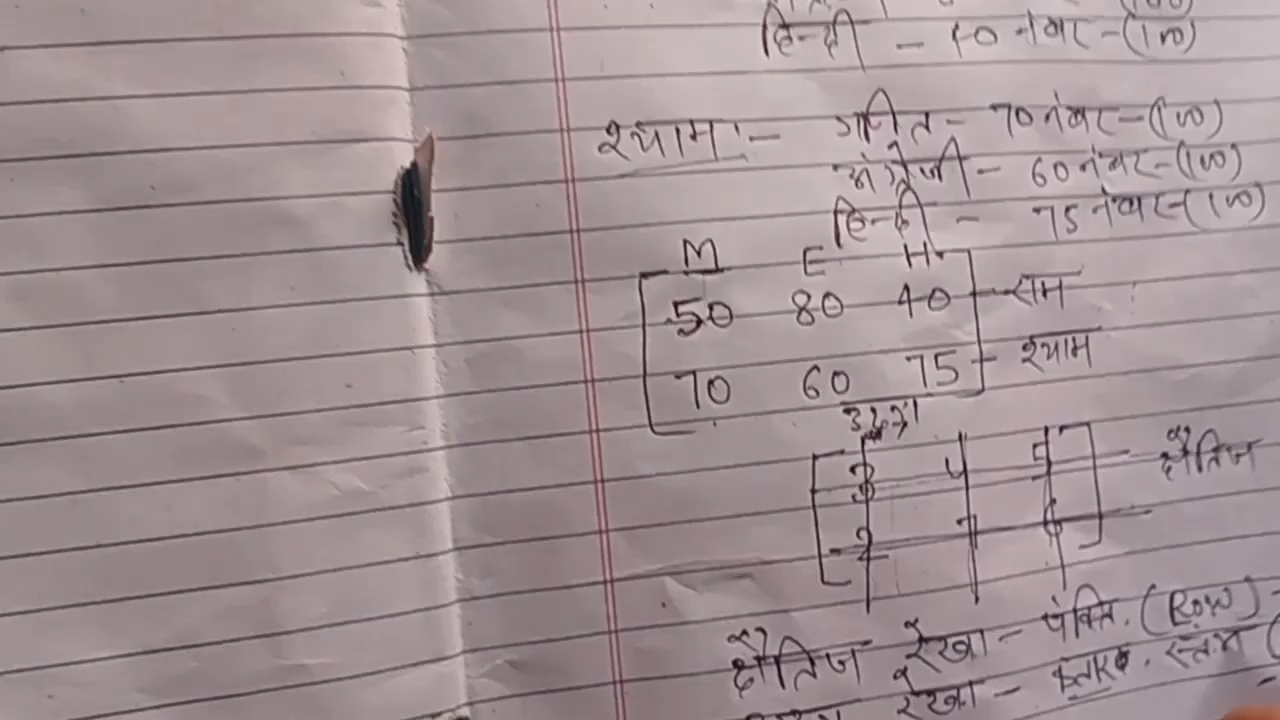 हिन्दी - 40 नंबर - (100)
श्याम :- गणित - 70 नंबर - (100)
अंग्रेजी - 60 नंबर - (100)
हिन्दी - 75 नंबर - (100)
M E H
50 80 40 - राम
70 60 75 - श्याम
3 4 5 - क्षैतिज
2 7 6
क्षैतिज रेखा - पंक्ति. (Row) -
रेखा - स्तम्भ (